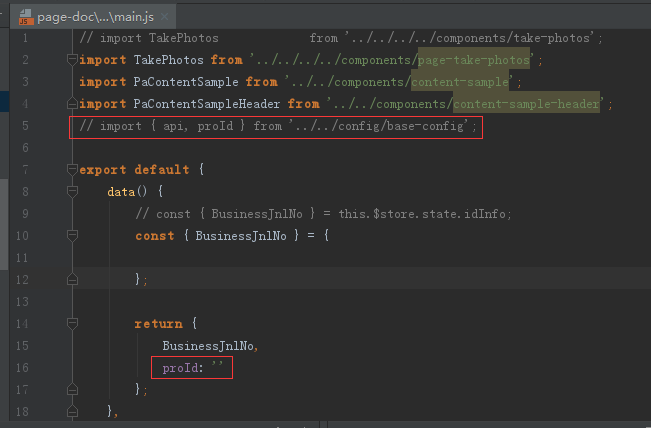 page-doc\...\main.js ×
1 // import TakePhotos from '../../../../components/take-photos';
2 import TakePhotos from '../../../../components/page-take-photos';
3 import PaContentSample from '../../components/content-sample';
4 import PaContentSampleHeader from '../../components/content-sample-header';
5 // import { api, proId } from '../../config/base-config';
6
7 export default {
8 data() {
9 // const { BusinessJnlNo } = this.$store.state.idInfo;
10 const { BusinessJnlNo } = {
11
12 };
13
14 return {
15 BusinessJnlNo,
16 proId: ''
17 };
18 },